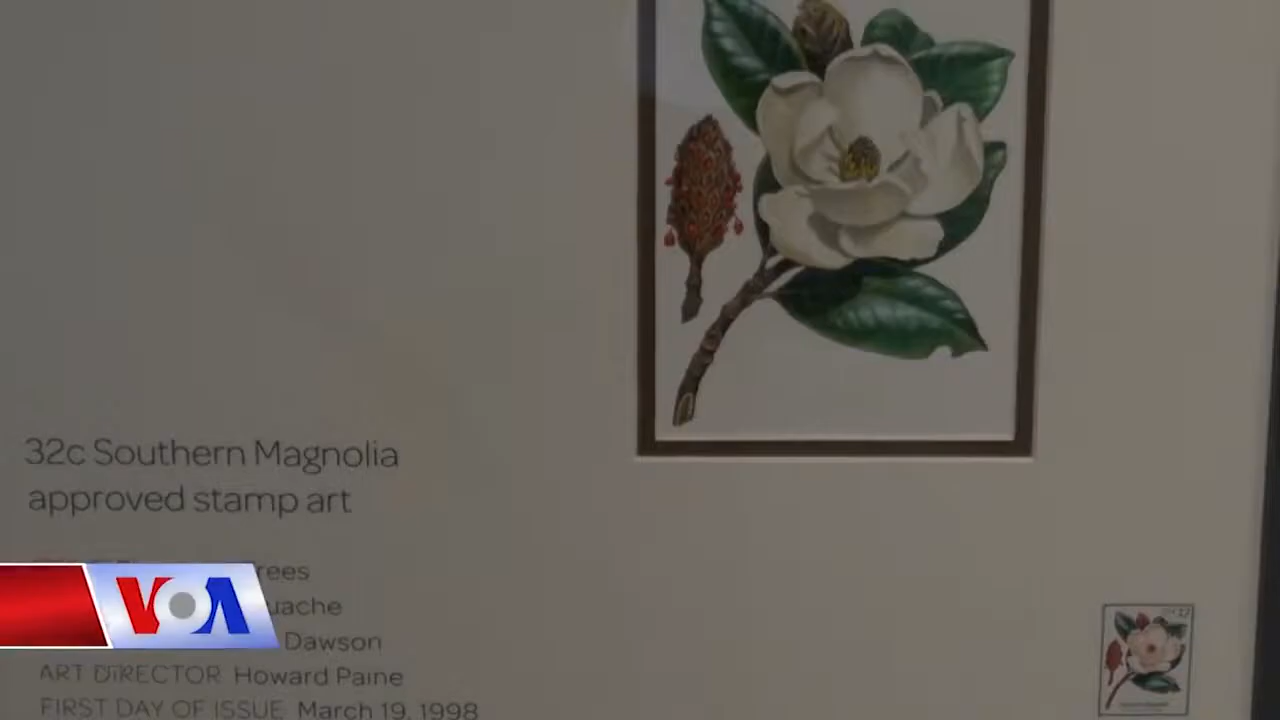 32c Southern Magnolia
approved stamp art
rees
uache
Dawson
ART DIRECTOR Howard Paine
FIRST DAY OF ISSUE March 19, 1998
VOA
32